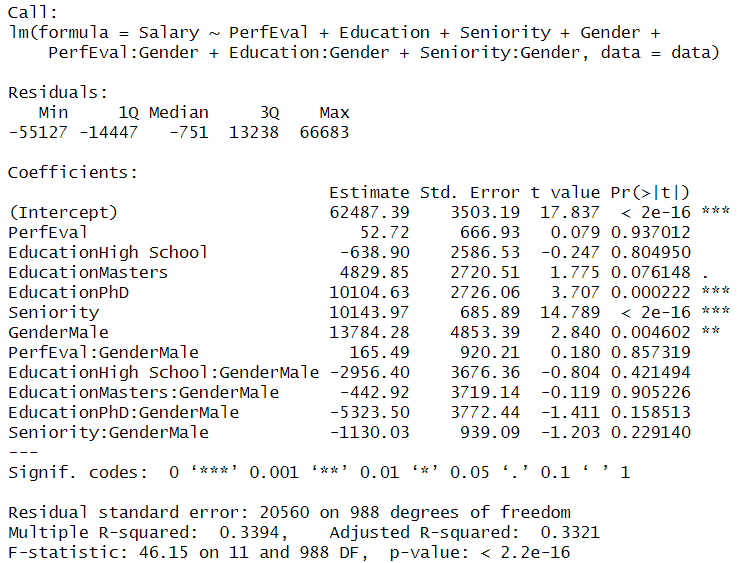 Call:
lm(formula = Salary ~ PerfEval + Education + Seniority + Gender +
    PerfEval:Gender + Education:Gender + Seniority:Gender, data = data)
Residuals:
   Min     1Q Median     3Q    Max
-55127 -14447   -751  13238  66683
Coefficients:
                              Estimate Std. Error t value Pr(>|t|)
(Intercept)                   62487.39    3503.19  17.837  < 2e-16 ***
PerfEval                         52.72     666.93   0.079 0.937012
EducationHigh School           -638.90    2586.53  -0.247 0.804950
EducationMasters               4829.85    2720.51   1.775 0.076148 .
EducationPhD                  10104.63    2726.06   3.707 0.000222 ***
Seniority                     10143.97     685.89  14.789  < 2e-16 ***
GenderMale                    13784.28    4853.39   2.840 0.004602 **
PerfEval:GenderMale             165.49     920.21   0.180 0.857319
EducationHigh School:GenderMale -2956.40    3676.36  -0.804 0.421494
EducationMasters:GenderMale    -442.92    3719.14  -0.119 0.905226
EducationPhD:GenderMale       -5323.50    3772.44  -1.411 0.158513
Seniority:GenderMale          -1130.03     939.09  -1.203 0.229140
---
Signif. codes:  0 ‘***’ 0.001 ‘**’ 0.01 ‘*’ 0.05 ‘.’ 0.1 ‘ ’ 1
Residual standard error: 20560 on 988 degrees of freedom
Multiple R-squared:  0.3394,	Adjusted R-squared:  0.3321
F-statistic: 46.15 on 11 and 988 DF,  p-value: < 2.2e-16